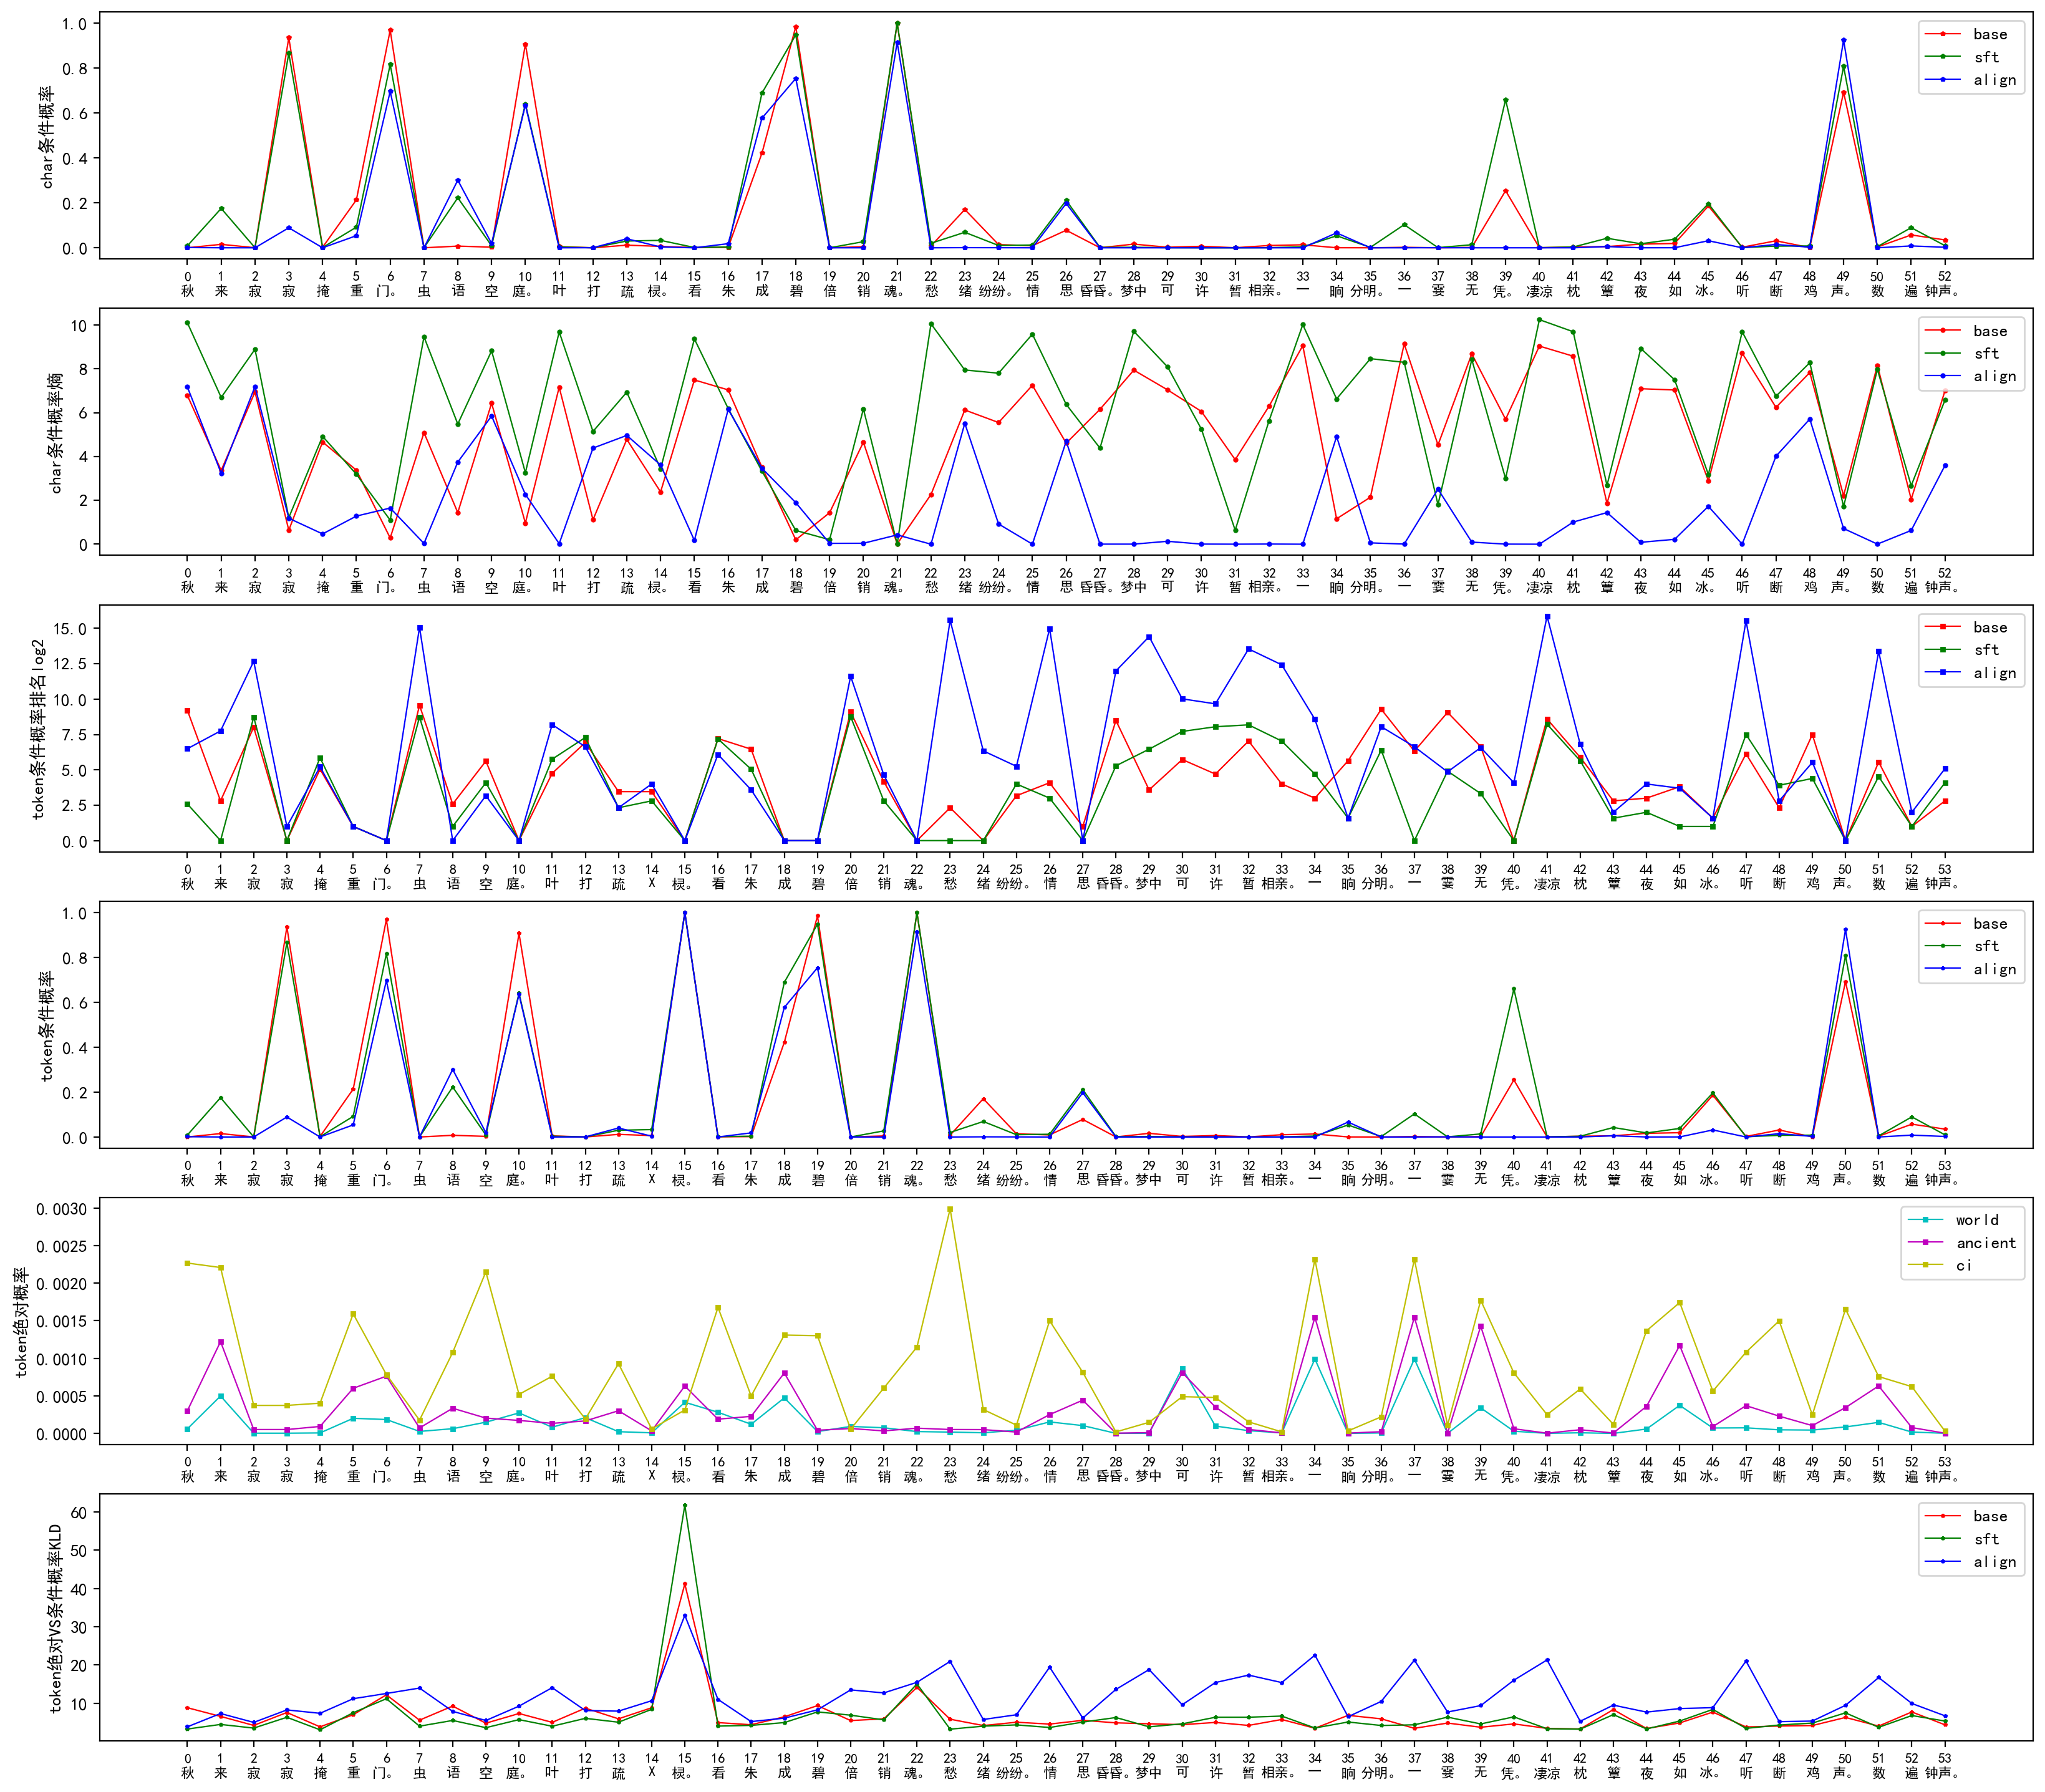 char条件概率
1.0
0.8
0.6
0.4
0.2
0.0
base
sft
align
0 1 2 3 4 5 6 7 8 9 10 11 12 13 14 15 16 17 18 19 20 21 22 23 24 25 26 27 28 29 30 31 32 33 34 35 36 37 38 39 40 41 42 43 44 45 46 47 48 49 50 51 52
秋 来 寂 寂 掩 重 门。 虫 语 空 庭。 叶 打 疏 棂。 看 朱 成 碧 倍 销 魂。 愁 绪 纷纷。 情 思 昏昏。 梦中 可 许 暂 相亲。 一 晌 分明。 一 霎 无 凭。 凄凉 枕 簟 夜 如 冰。 听 断 鸡 声。 数 遍 钟声。
char条件概率熵
10
8
6
4
2
0
base
sft
align
0 1 2 3 4 5 6 7 8 9 10 11 12 13 14 15 16 17 18 19 20 21 22 23 24 25 26 27 28 29 30 31 32 33 34 35 36 37 38 39 40 41 42 43 44 45 46 47 48 49 50 51 52
秋 来 寂 寂 掩 重 门。 虫 语 空 庭。 叶 打 疏 棂。 看 朱 成 碧 倍 销 魂。 愁 绪 纷纷。 情 思 昏昏。 梦中 可 许 暂 相亲。 一 晌 分明。 一 霎 无 凭。 凄凉 枕 簟 夜 如 冰。 听 断 鸡 声。 数 遍 钟声。
token条件概率排名log2
15.0
12.5
10.0
7.5
5.0
2.5
0.0
base
sft
align
0 1 2 3 4 5 6 7 8 9 10 11 12 13 14 15 16 17 18 19 20 21 22 23 24 25 26 27 28 29 30 31 32 33 34 35 36 37 38 39 40 41 42 43 44 45 46 47 48 49 50 51 52 53
秋 来 寂 寂 掩 重 门。 虫 语 空 庭。 叶 打 疏 X 棂。 看 朱 成 碧 倍 销 魂。 愁 绪 纷纷。 情 思 昏昏。 梦中 可 许 暂 相亲。 一 晌 分明。 一 霎 无 凭。 凄凉 枕 簟 夜 如 冰。 听 断 鸡 声。 数 遍 钟声。
token条件概率
1.0
0.8
0.6
0.4
0.2
0.0
base
sft
align
0 1 2 3 4 5 6 7 8 9 10 11 12 13 14 15 16 17 18 19 20 21 22 23 24 25 26 27 28 29 30 31 32 33 34 35 36 37 38 39 40 41 42 43 44 45 46 47 48 49 50 51 52 53
秋 来 寂 寂 掩 重 门。 虫 语 空 庭。 叶 打 疏 X 棂。 看 朱 成 碧 倍 销 魂。 愁 绪 纷纷。 情 思 昏昏。 梦中 可 许 暂 相亲。 一 晌 分明。 一 霎 无 凭。 凄凉 枕 簟 夜 如 冰。 听 断 鸡 声。 数 遍 钟声。
token绝对概率
0.0030
0.0025
0.0020
0.0015
0.0010
0.0005
0.0000
world
ancient
ci
0 1 2 3 4 5 6 7 8 9 10 11 12 13 14 15 16 17 18 19 20 21 22 23 24 25 26 27 28 29 30 31 32 33 34 35 36 37 38 39 40 41 42 43 44 45 46 47 48 49 50 51 52 53
秋 来 寂 寂 掩 重 门。 虫 语 空 庭。 叶 打 疏 X 棂。 看 朱 成 碧 倍 销 魂。 愁 绪 纷纷。 情 思 昏昏。 梦中 可 许 暂 相亲。 一 晌 分明。 一 霎 无 凭。 凄凉 枕 簟 夜 如 冰。 听 断 鸡 声。 数 遍 钟声。
token绝对VS条件概率KLD
60
50
40
30
20
10
base
sft
align
0 1 2 3 4 5 6 7 8 9 10 11 12 13 14 15 16 17 18 19 20 21 22 23 24 25 26 27 28 29 30 31 32 33 34 35 36 37 38 39 40 41 42 43 44 45 46 47 48 49 50 51 52 53
秋 来 寂 寂 掩 重 门。 虫 语 空 庭。 叶 打 疏 X 棂。 看 朱 成 碧 倍 销 魂。 愁 绪 纷纷。 情 思 昏昏。 梦中 可 许 暂 相亲。 一 晌 分明。 一 霎 无 凭。 凄凉 枕 簟 夜 如 冰。 听 断 鸡 声。 数 遍 钟声。